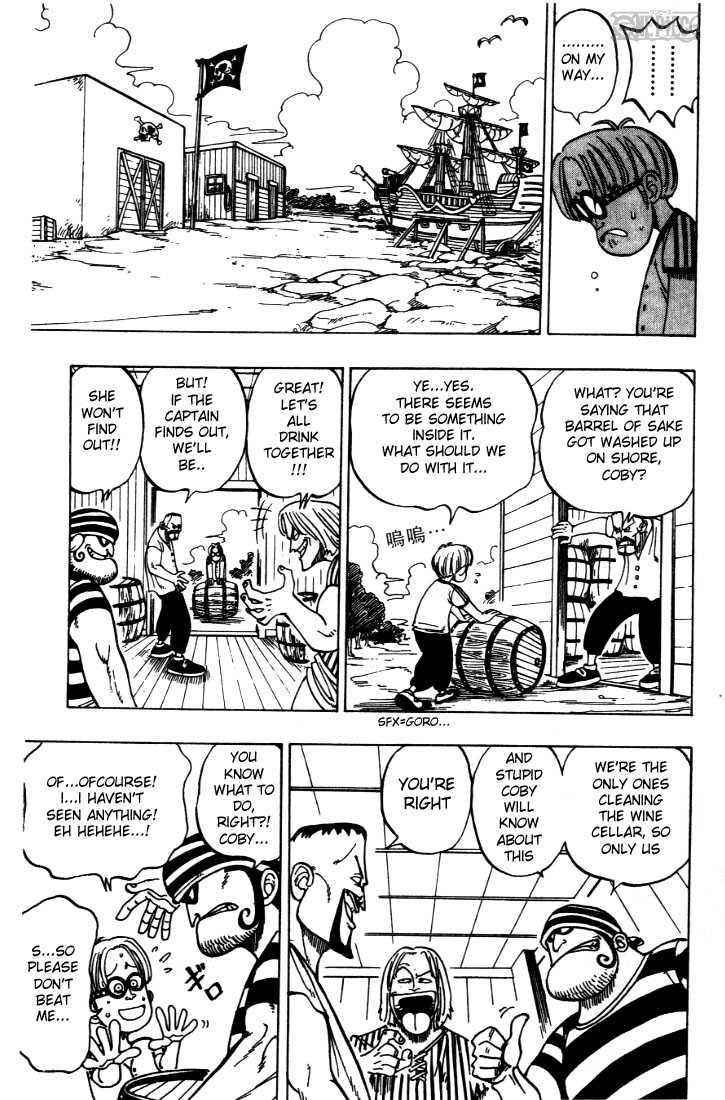 .........
.........
ON MY
WAY...
WHAT? YOU'RE
SAYING THAT
BARREL OF SAKE
GOT WASHED UP
ON SHORE,
COBY?
YE...YES.
THERE SEEMS
TO BE SOMETHING
INSIDE IT.
WHAT SHOULD WE
DO WITH IT...
嗚嗚...
SFX=GORO...
GREAT!
LET'S
ALL
DRINK
TOGETHER
!!!
BUT!
IF THE
CAPTAIN
FINDS OUT,
WE'LL
BE..
SHE
WON'T
FIND
OUT!!
WE'RE THE
ONLY ONES
CLEANING
THE WINE
CELLAR, SO
ONLY US
AND
STUPID
COBY
WILL
KNOW
ABOUT
THIS
YOU'RE
RIGHT
YOU
KNOW
WHAT TO
DO,
RIGHT?!
COBY...
ギロ
OF...OFCOURSE!
I...I HAVEN'T
SEEN ANYTHING!
EH HEHEHE...!
S...SO
PLEASE
DON'T
BEAT
ME...